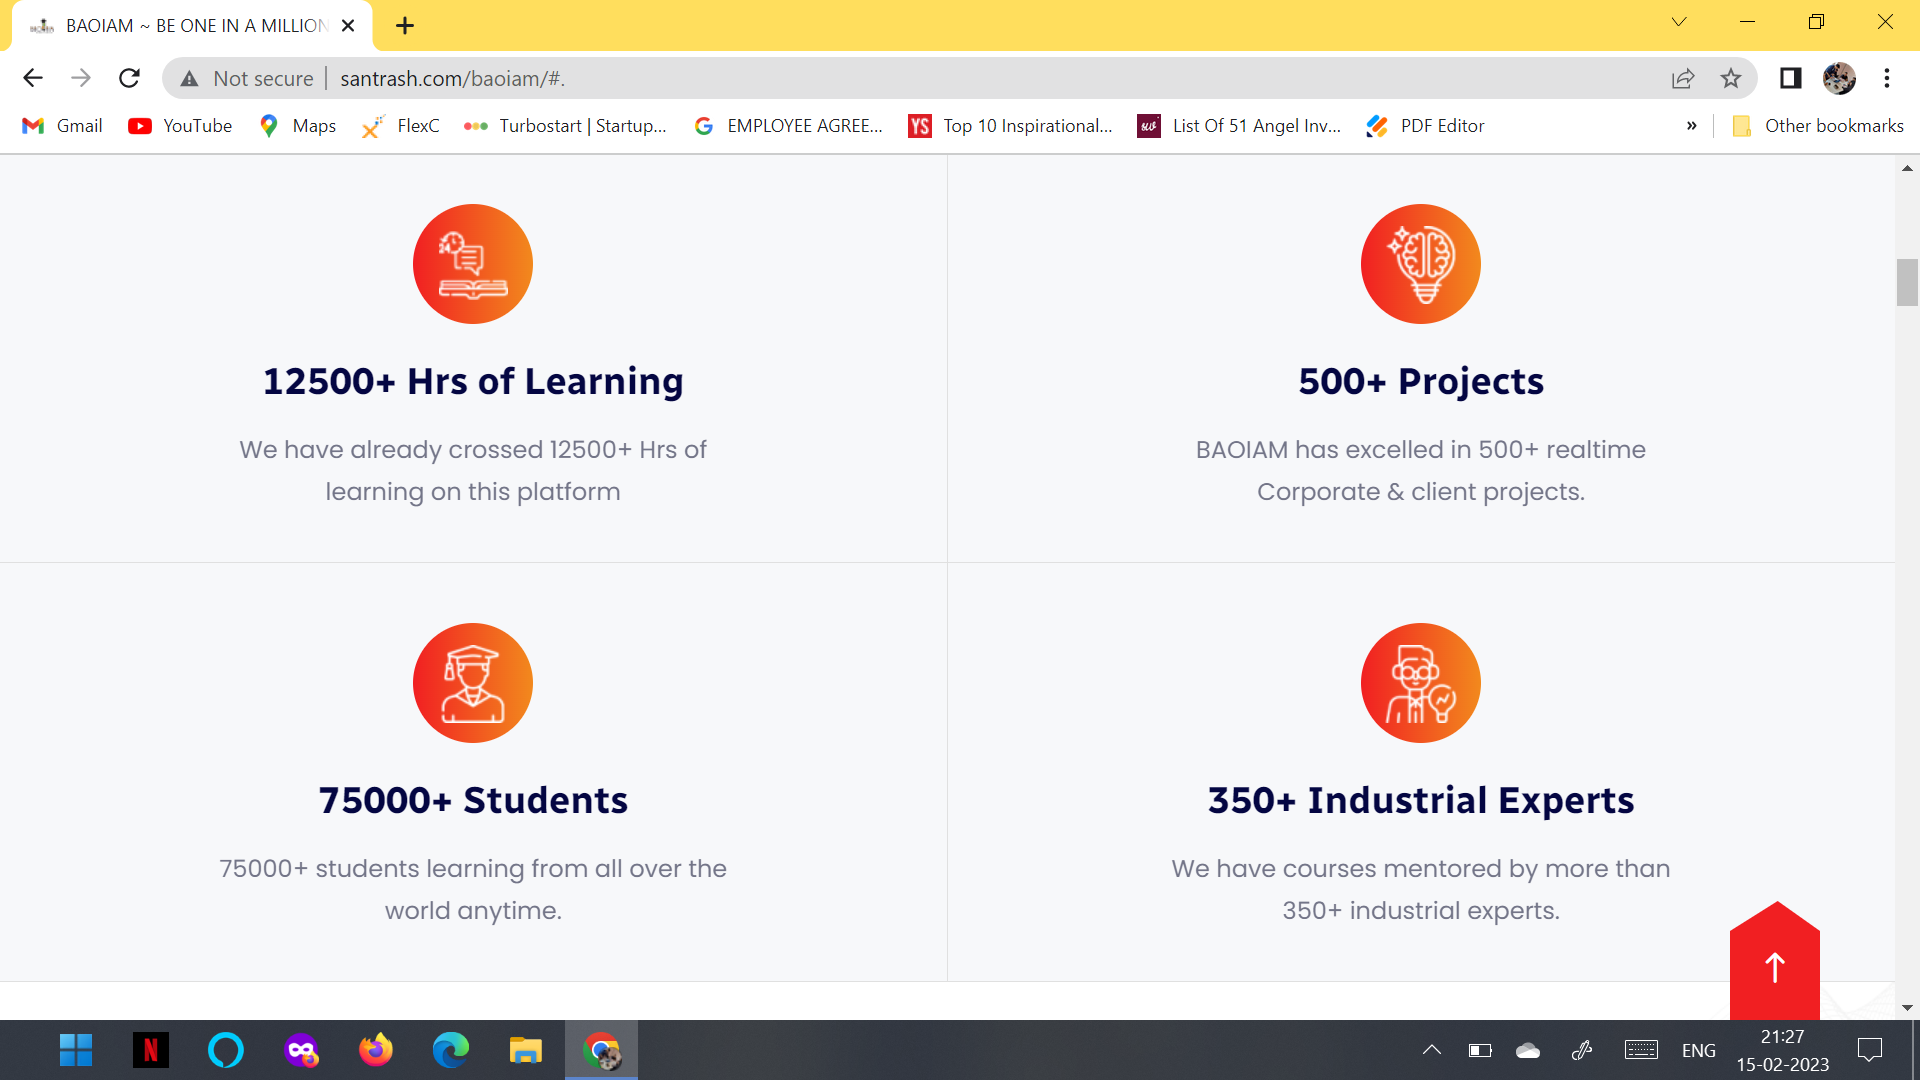 BAOIAM ~ BE ONE IN A MILLION
Not secure
santrash.com/baoiam/#.
Gmail
YouTube
Maps
FlexC
Turbostart | Startup...
EMPLOYEE AGREE...
YS
Top 10 Inspirational...
sw
List Of 51 Angel Inv...
PDF Editor
»
Other bookmarks
12500+ Hrs of Learning
We have already crossed 12500+ Hrs of
learning on this platform
500+ Projects
BAOIAM has excelled in 500+ realtime
Corporate & client projects.
75000+ Students
75000+ students learning from all over the
world anytime.
350+ Industrial Experts
We have courses mentored by more than
350+ industrial experts.
N
ENG
21:27
15-02-2023